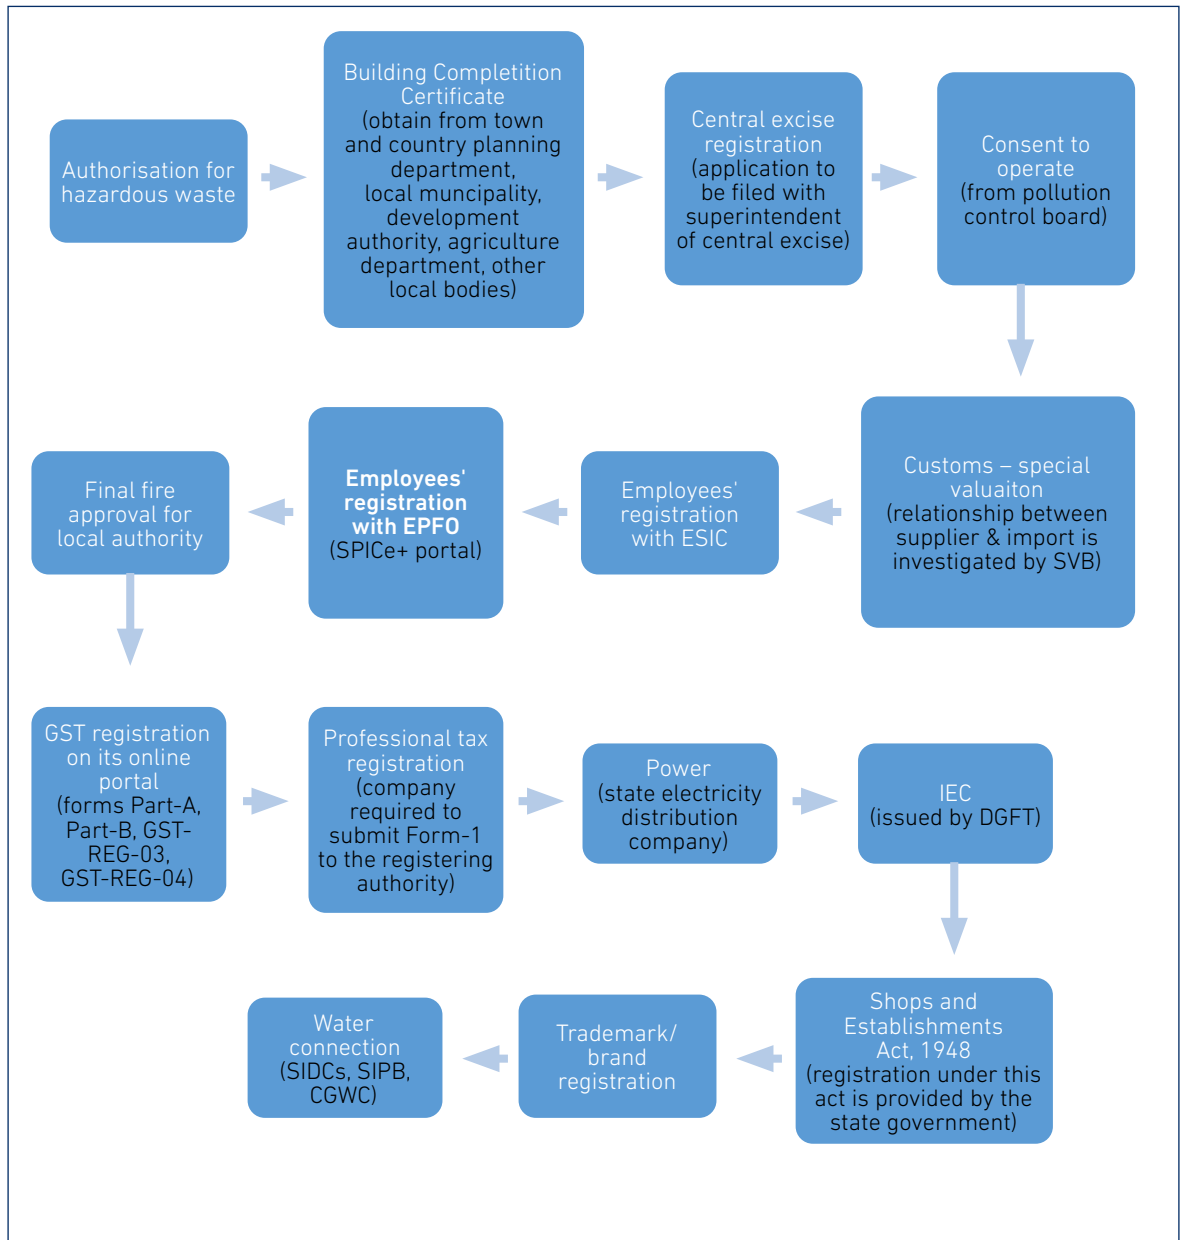 Authorisation for
hazardous waste
Building Completition
Certificate
(obtain from town
and country planning
department,
local muncipality,
development
authority, agriculture
department, other
local bodies)
Central excise
registration
(application to
be filed with
superintendent
of central excise)
Consent to
operate
(from pollution
control board)
Customs – special
valuaiton
(relationship between
supplier & import is
investigated by SVB)
Employees'
registration
with ESIC
Employees'
registration
with EPFO
(SPICe+ portal)
Final fire
approval for
local authority
GST registration
on its online
portal
(forms Part-A,
Part-B, GST-
REG-03,
GST-REG-04)
Professional tax
registration
(company
required to
submit Form-1
to the registering
authority)
Power
(state electricity
distribution
company)
IEC
(issued by DGFT)
Shops and
Establishments
Act, 1948
(registration under this
act is provided by the
state government)
Trademark/
brand
registration
Water
connection
(SIDCs, SIPB,
CGWC)